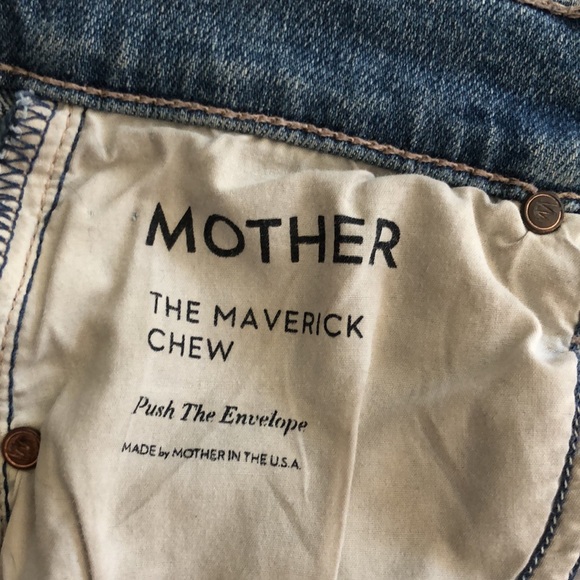 MOTHER
THE MAVERICK
CHEW
Push The Envelope
MADE by MOTHER IN THE U.S.A.